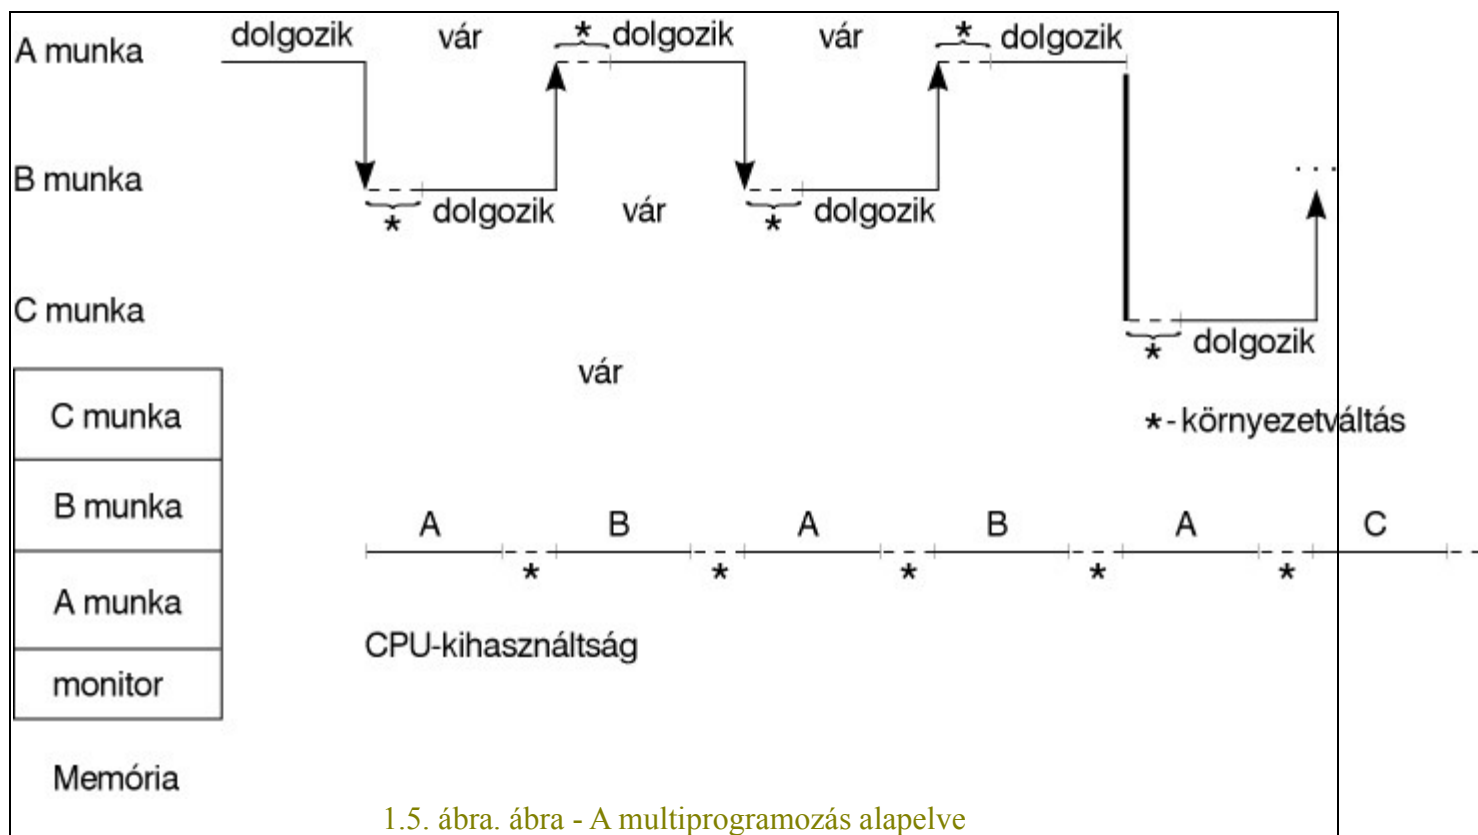 dolgozik vár * dolgozik vár * dolgozik
A munka
B munka ...
* dolgozik vár * dolgozik
C munka
* dolgozik
vár
C munka *-környezetváltás
B munka A B A B A C
* * * * *
A munka
CPU-kihasználtság
monitor
Memória
1.5. ábra. ábra - A multiprogramozás alapelve